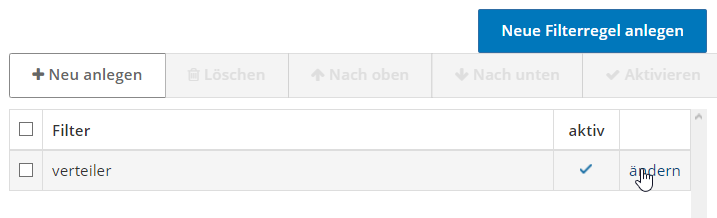 Neue Filterregel anlegen
Neu anlegen Löschen Nach oben Nach unten Aktivieren
Filter aktiv
verteiler ändern